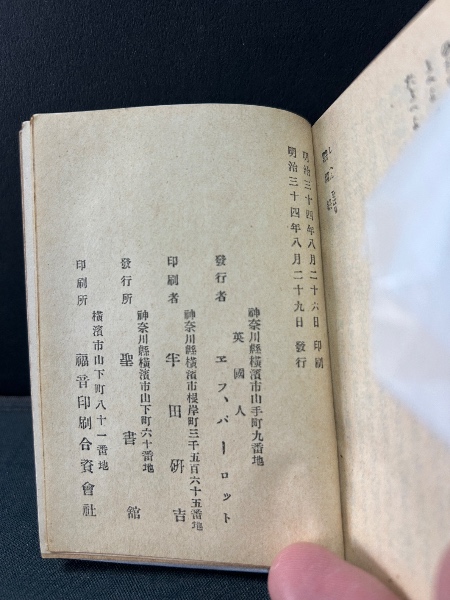 明治三十四年八月二十六日 印刷
明治三十四年八月二十九日 發行
神奈川縣横濱市山手町九番地
英國人
發行者 エフ、パーロット
神奈川縣横濱市根岸町三千五百六十五番地
印刷者 牟田硏吉
神奈川縣横濱市山下町六十番地
發行所 聖書舘
横濱市山下町八十一番地
印刷所 福音印刷合資會社